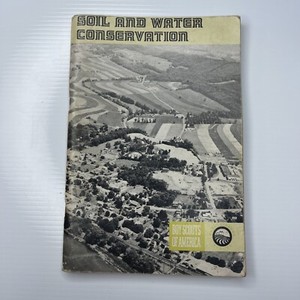 SOIL AND WATER
CONSERVATION
BOY SCOUTS
OF AMERICA